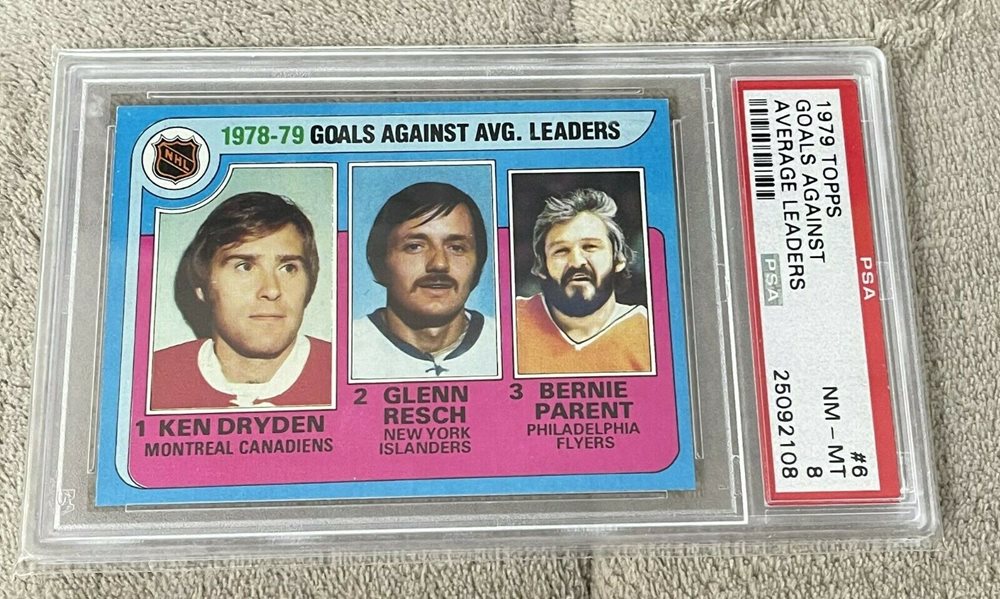 1978-79 GOALS AGAINST AVG. LEADERS
NHL
1 KEN DRYDEN
MONTREAL CANADIENS
2 GLENN
RESCH
NEW YORK
ISLANDERS
3 BERNIE
PARENT
PHILADELPHIA
FLYERS
PSA
1979 TOPPS #6
GOALS AGAINST NM - MT
AVERAGE LEADERS 8
PSA 25092108